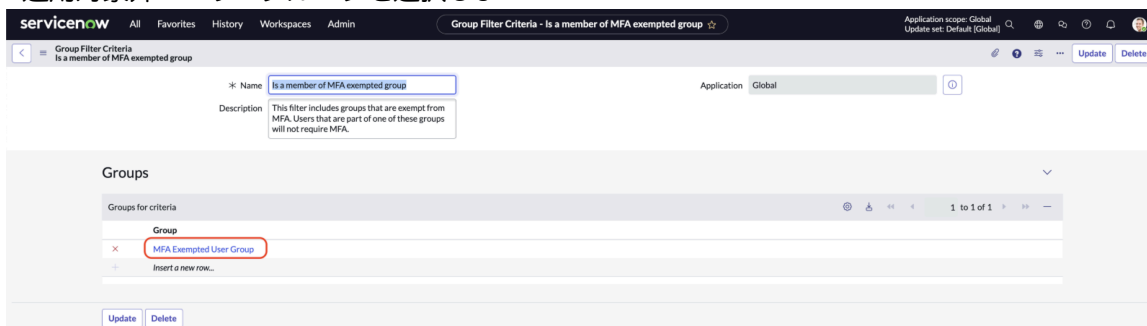 servicenow All Favorites History Workspaces Admin Group Filter Criteria - Is a member of MFA exempted group Application scope: Global
Update set: Default [Global]
Group Filter Criteria
Is a member of MFA exempted group
Update Delete
* Name Is a member of MFA exempted group Application Global
Description This filter includes groups that are exempt from
MFA. Users that are part of one of these groups
will not require MFA.
Groups
Groups for criteria 1 to 1 of 1
Group
MFA Exempted User Group
Insert a new row...
Update Delete